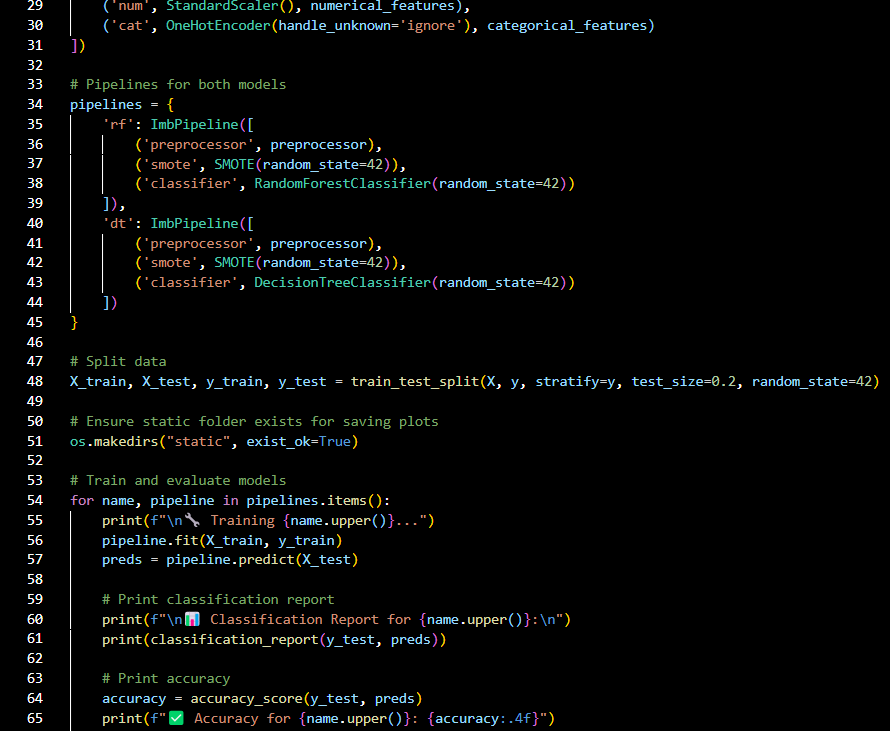 29 ('num', StandardScaler(), numerical_features),
30 ('cat', OneHotEncoder(handle_unknown='ignore'), categorical_features)
31 ])
32
33 # Pipelines for both models
34 pipelines = {
35 'rf': ImbPipeline([
36 ('preprocessor', preprocessor),
37 ('smote', SMOTE(random_state=42)),
38 ('classifier', RandomForestClassifier(random_state=42))
39 ]),
40 'dt': ImbPipeline([
41 ('preprocessor', preprocessor),
42 ('smote', SMOTE(random_state=42)),
43 ('classifier', DecisionTreeClassifier(random_state=42))
44 ])
45 }
46
47 # Split data
48 X_train, X_test, y_train, y_test = train_test_split(X, y, stratify=y, test_size=0.2, random_state=42)
49
50 # Ensure static folder exists for saving plots
51 os.makedirs("static", exist_ok=True)
52
53 # Train and evaluate models
54 for name, pipeline in pipelines.items():
55 print(f"\n🔧 Training {name.upper()}...")
56 pipeline.fit(X_train, y_train)
57 preds = pipeline.predict(X_test)
58
59 # Print classification report
60 print(f"\n📊 Classification Report for {name.upper()}:\n")
61 print(classification_report(y_test, preds))
62
63 # Print accuracy
64 accuracy = accuracy_score(y_test, preds)
65 print(f"✅ Accuracy for {name.upper()}: {accuracy:.4f}")